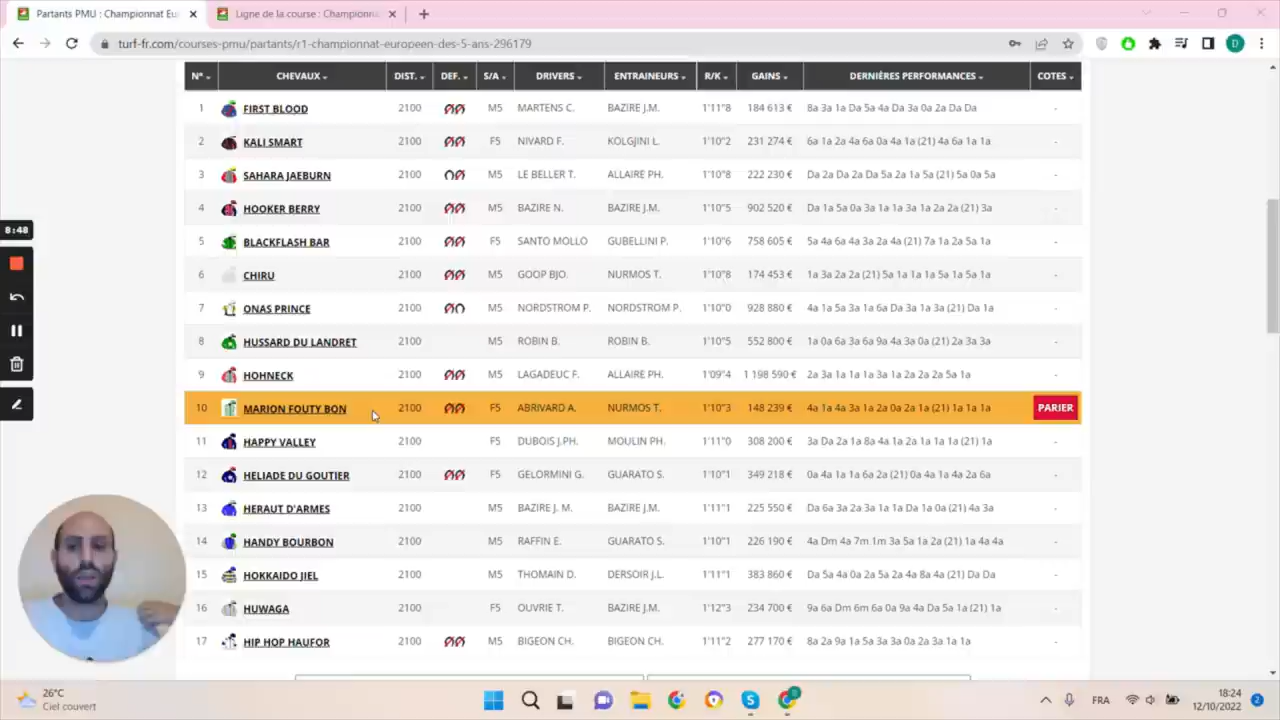 Partants PMU : Championnat Eu
Ligne de la course : Championna
turf-fr.com/courses-pmu/partants/r1-championnat-europeen-des-5-ans-296179
D
N° CHEVAUX DIST. DEF. S/A DRIVERS ENTRAINEURS R/K GAINS DERNIÈRES PERFORMANCES COTES
1 FIRST BLOOD 2100 M5 MARTENS C. BAZIRE J.M. 1'11"8 184 613 € 8a 3a 1a Da 5a 4a Da 3a 0a 2a Da Da -
2 KALI SMART 2100 F5 NIVARD F. KOLGJINI L. 1'10"2 231 274 € 6a 1a 2a 4a 6a 0a 4a 1a (21) 4a 6a 1a 1a -
3 SAHARA JAEBURN 2100 M5 LE BELLER T. ALLAIRE PH. 1'10"8 222 230 € Da 2a Da 2a Da 5a 2a 1a 5a (21) 5a 0a 5a -
4 HOOKER BERRY 2100 M5 BAZIRE N. BAZIRE J.M. 1'10"5 902 520 € Da 1a 5a 0a 3a 1a 1a 3a 1a 2a 2a (21) 3a -
5 BLACKFLASH BAR 2100 F5 SANTO MOLLO GUBELLINI P. 1'10"6 758 605 € 5a 4a 6a 4a 3a 2a 4a (21) 7a 1a 2a 5a 1a -
6 CHIRU 2100 M5 GOOP BJO. NURMOS T. 1'10"8 174 453 € 1a 3a 2a 2a (21) 5a 1a 1a 1a 5a 1a 5a 1a -
7 ONAS PRINCE 2100 M5 NORDSTROM P. NORDSTROM P. 1'10"0 928 880 € 4a 1a 5a 3a 1a 6a Da 3a 1a 3a (21) Da 1a -
8 HUSSARD DU LANDRET 2100 M5 ROBIN B. ROBIN B. 1'10"5 552 800 € 1a 0a 6a 3a 6a 9a 4a 3a 0a (21) 2a 3a 3a -
9 HOHNECK 2100 M5 LAGADEUC F. ALLAIRE PH. 1'09"4 1 198 590 € 2a 3a 1a 1a 1a 3a 1a 2a 2a 2a 5a 1a -
10 MARION FOUTY BON 2100 F5 ABRIVARD A. NURMOS T. 1'10"3 148 239 € 4a 1a 4a 3a 1a 2a 0a 2a 1a (21) 1a 1a 1a PARIER
11 HAPPY VALLEY 2100 F5 DUBOIS J.PH. MOULIN PH. 1'11"0 308 200 € 3a Da 2a 1a 8a 4a 1a 2a 1a 1a 1a (21) 1a -
12 HELIADE DU GOUTIER 2100 F5 GELORMINI G. GUARATO S. 1'10"1 349 218 € 0a 4a 1a 1a 6a 2a (21) 0a 4a 1a 4a 2a 6a -
13 HERAUT D'ARMES 2100 M5 BAZIRE J. M. BAZIRE J.M. 1'11"1 225 550 € Da 6a 3a 2a 3a 1a 1a Da 1a 0a (21) 4a 3a -
14 HANDY BOURBON 2100 M5 RAFFIN E. GUARATO S. 1'10"1 226 190 € 4a Dm 4a 7m 1m 3a 5a 1a 2a (21) 1a 4a 4a -
15 HOKKAIDO JIEL 2100 M5 THOMAIN D. DERSOIR J.L. 1'11"1 383 860 € Da 5a 4a 0a 2a 5a 2a 4a 8a 4a (21) Da Da -
16 HUWAGA 2100 F5 OUVRIE T. BAZIRE J.M. 1'12"3 234 700 € 9a 6a Dm 6m 6a 0a 9a 4a Da 5a 1a (21) 1a -
17 HIP HOP HAUFOR 2100 M5 BIGEON CH. BIGEON CH. 1'11"2 277 170 € 8a 2a 9a 1a 5a 3a 3a 0a 2a 3a 1a 1a -
8:48
26°C
Ciel couvert
FRA
18:24
12/10/2022
2